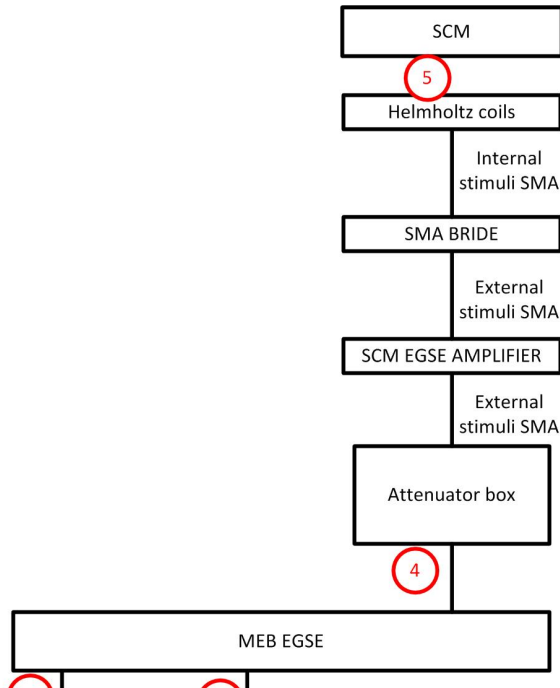 SCM
5
Helmholtz coils
Internal
stimuli SMA
SMA BRIDE
External
stimuli SMA
SCM EGSE AMPLIFIER
External
stimuli SMA
Attenuator box
4
MEB EGSE